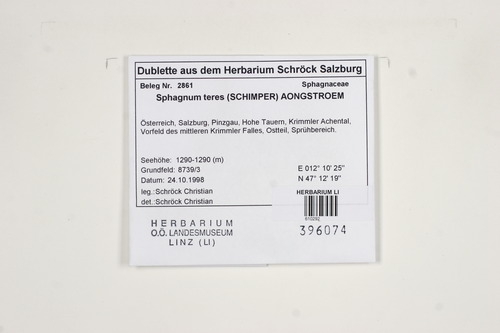 Dublette aus dem Herbarium Schröck Salzburg
Beleg Nr. 2861 Sphagnaceae
Sphagnum teres (SCHIMPER) AONGSTROEM
Österreich, Salzburg, Pinzgau, Hohe Tauern, Krimmler Achental,
Vorfeld des mittleren Krimmler Falles, Ostteil, Sprühbereich.
Seehöhe: 1290-1290 (m) E 012° 10' 25''
Grundfeld: 8739/3 N 47° 12' 19''
Datum: 24.10.1998
leg.: Schröck Christian
det.: Schröck Christian
HERBARIUM LI
610292
HERBARIUM
O.Ö. LANDESMUSEUM
LINZ (LI)
396074